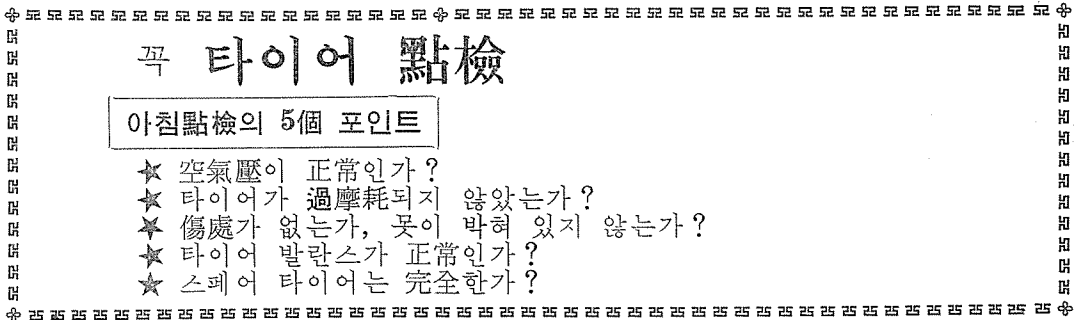 꼭 타이어 點檢
아침點檢의 5個 포인트
★ 空氣壓이 正常인가?
★ 타이어가 過摩耗되지 않았는가?
★ 傷處가 없는가, 못이 박혀 있지 않는가?
★ 타이어 발란스가 正常인가?
★ 스페어 타이어는 完全한가?